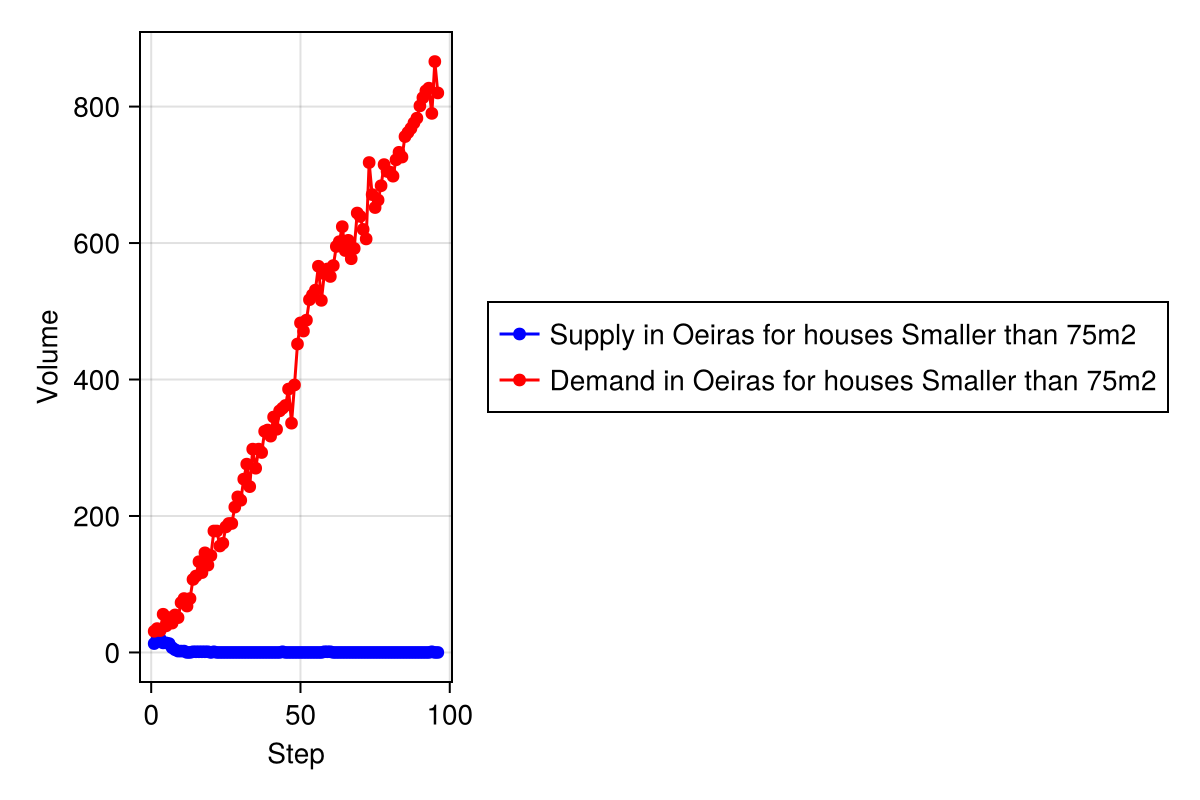 800
600
400
200
0
Volume
0 50 100
Step
Supply in Oeiras for houses Smaller than 75m2
Demand in Oeiras for houses Smaller than 75m2